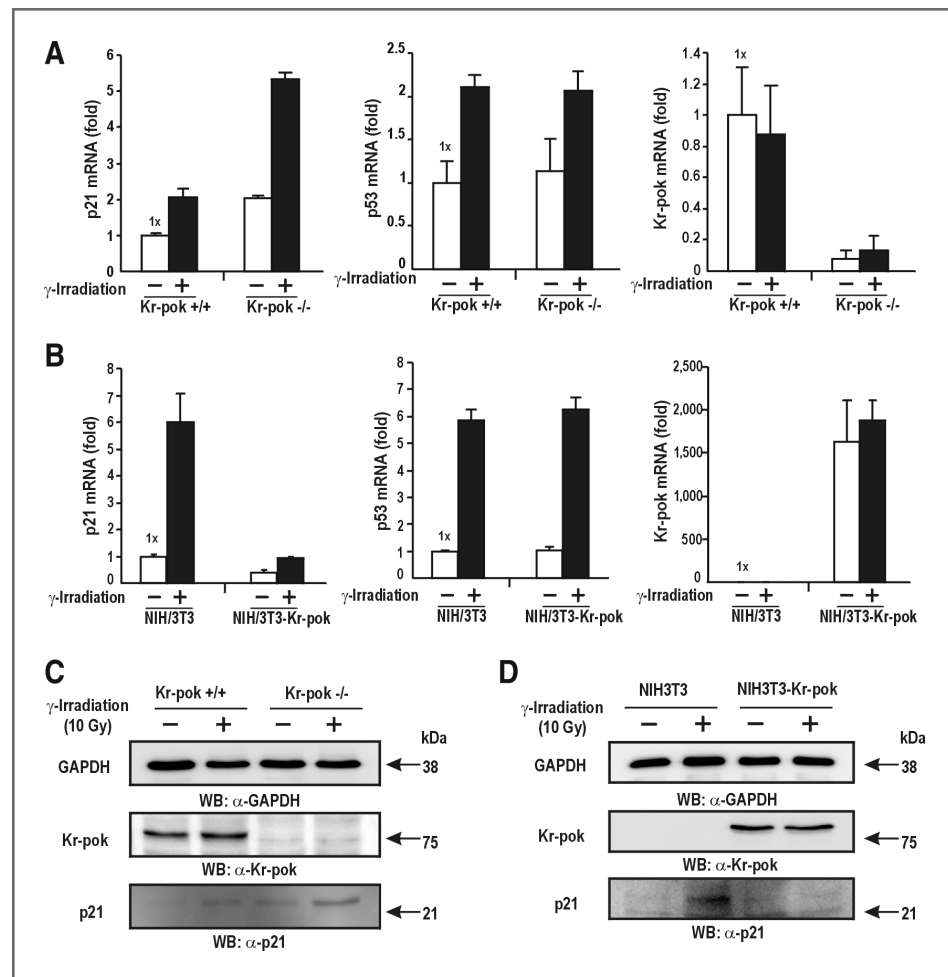 A
p21 mRNA (fold)
6
5
4
3
2
1
0
1x
γ-Irradiation
− + − +
Kr-pok +/+ Kr-pok -/-
p53 mRNA (fold)
2.5
2
1.5
1
0.5
0
1x
γ-Irradiation
− + − +
Kr-pok +/+ Kr-pok -/-
Kr-pok mRNA (fold)
1.4
1.2
1
0.8
0.6
0.4
0.2
0
1x
γ-Irradiation
− + − +
Kr-pok +/+ Kr-pok -/-
B
p21 mRNA (fold)
8
7
6
5
4
3
2
1
0
1x
γ-Irradiation
− + − +
NIH/3T3 NIH/3T3-Kr-pok
p53 mRNA (fold)
8
7
6
5
4
3
2
1
0
1x
γ-Irradiation
− + − +
NIH/3T3 NIH/3T3-Kr-pok
Kr-pok mRNA (fold)
2,500
2,000
1,500
1,000
500
0
1x
γ-Irradiation
− + − +
NIH/3T3 NIH/3T3-Kr-pok
C
Kr-pok +/+ Kr-pok -/-
γ-Irradiation
(10 Gy)
− + − +
kDa
GAPDH
38
WB: α-GAPDH
Kr-pok
75
WB: α-Kr-pok
p21
21
WB: α-p21
D
NIH3T3 NIH3T3-Kr-pok
γ-Irradiation
(10 Gy)
− + − +
kDa
GAPDH
38
WB: α-GAPDH
Kr-pok
75
WB: α-Kr-pok
p21
21
WB: α-p21